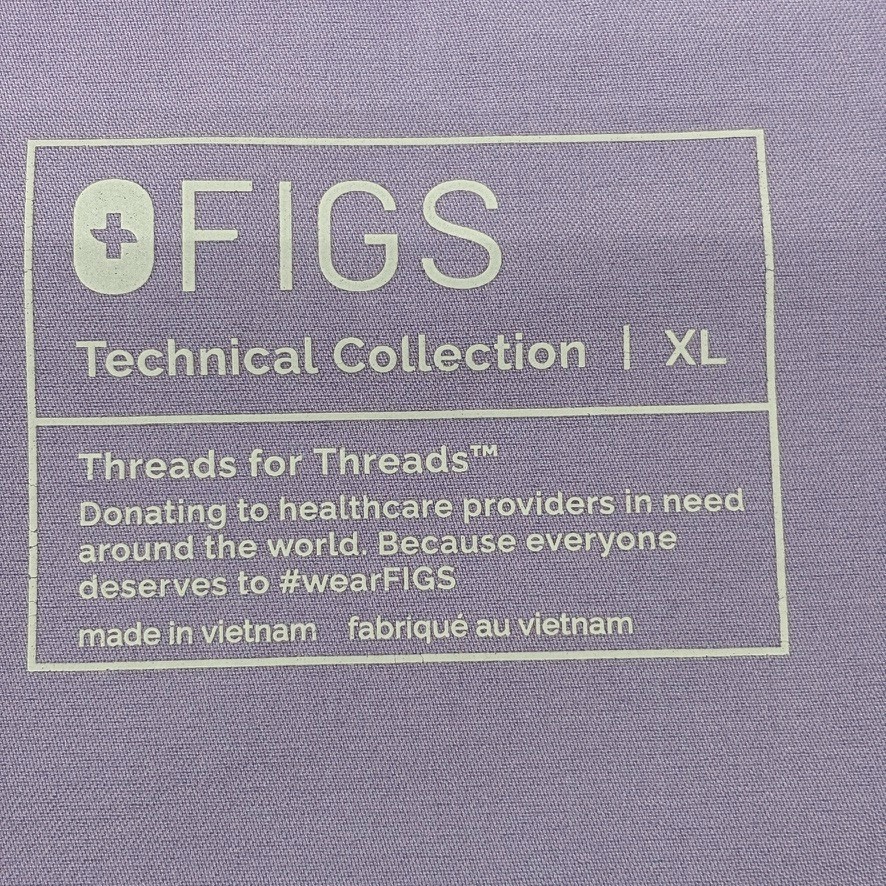 FIGS
Technical Collection | XL
Threads for Threads™
Donating to healthcare providers in need
around the world. Because everyone
deserves to #wearFIGS
made in vietnam fabriqué au vietnam